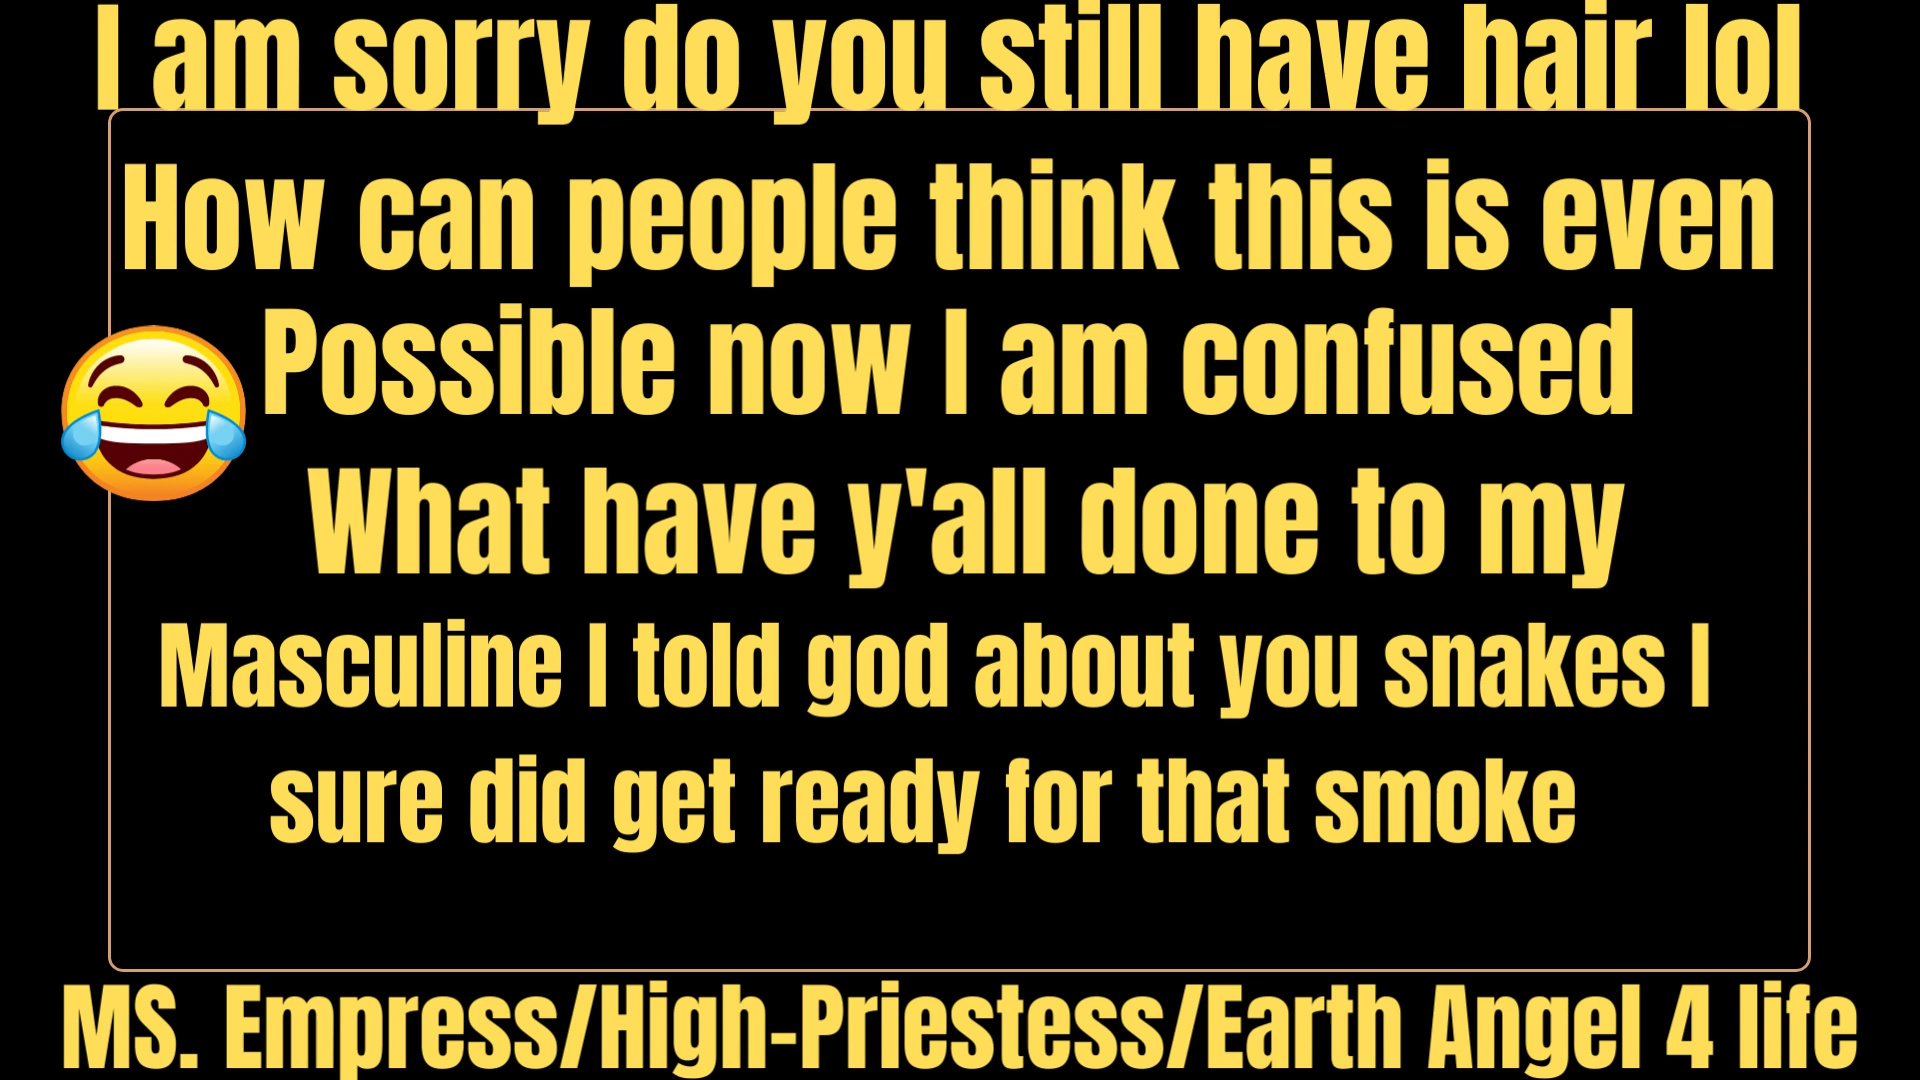 I am sorry do you still have hair lol
How can people think this is even
Possible now I am confused
What have y'all done to my
Masculine I told god about you snakes I
sure did get ready for that smoke
MS. Empress/High-Priestess/Earth Angel 4 life